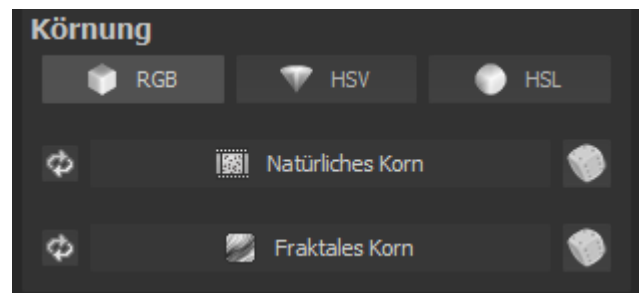 Körnung
RGB HSV HSL
Natürliches Korn
Fraktales Korn